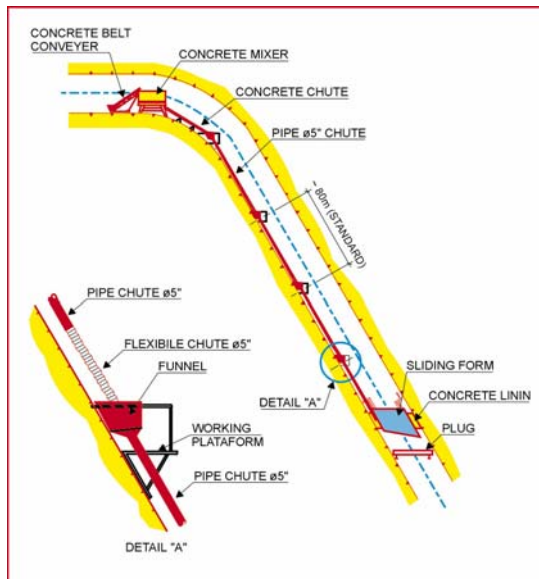 CONCRETE BELT
CONVEYER
CONCRETE MIXER
CONCRETE CHUTE
PIPE ø5" CHUTE
~ 80m (STANDARD)
PIPE CHUTE ø5"
FLEXIBILE CHUTE ø5"
FUNNEL
SLIDING FORM
CONCRETE LININ
DETAIL "A"
PLUG
WORKING
PLATAFORM
PIPE CHUTE ø5"
DETAIL "A"